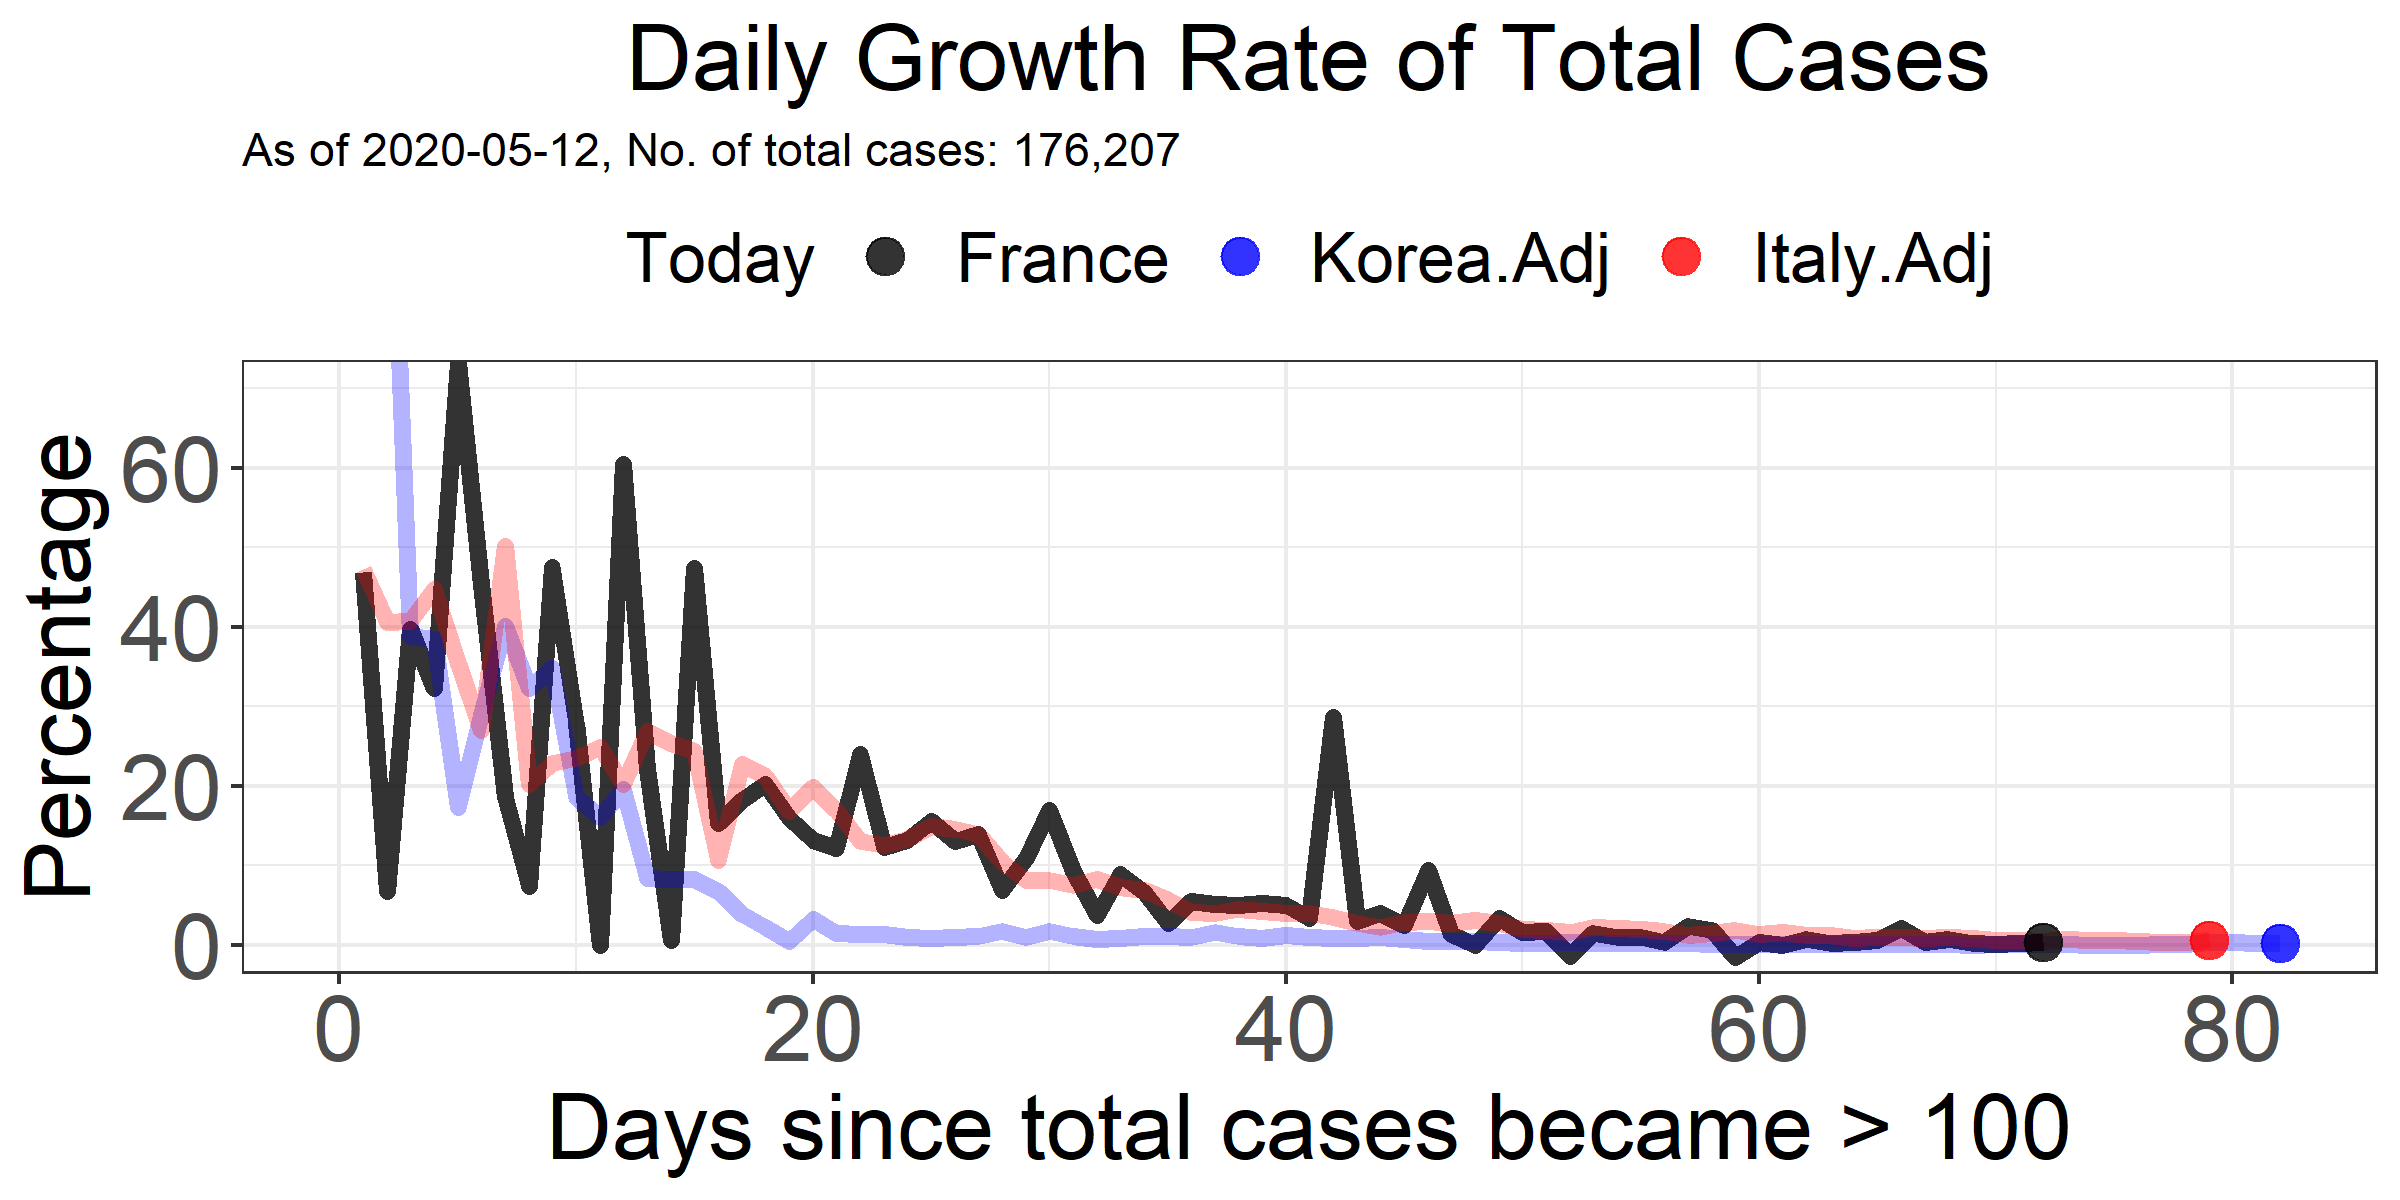 Daily Growth Rate of Total Cases
As of 2020-05-12, No. of total cases: 176,207
Today France Korea.Adj Italy.Adj
Percentage
60
40
20
0
0 20 40 60 80
Days since total cases became > 100